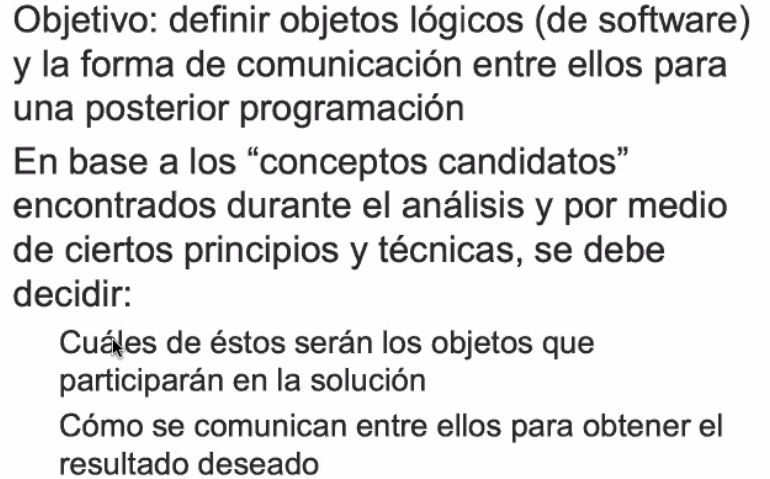 Objetivo: definir objetos lógicos (de software)
y la forma de comunicación entre ellos para
una posterior programación
En base a los “conceptos candidatos”
encontrados durante el análisis y por medio
de ciertos principios y técnicas, se debe
decidir:
Cuáles de éstos serán los objetos que
participarán en la solución
Cómo se comunican entre ellos para obtener el
resultado deseado